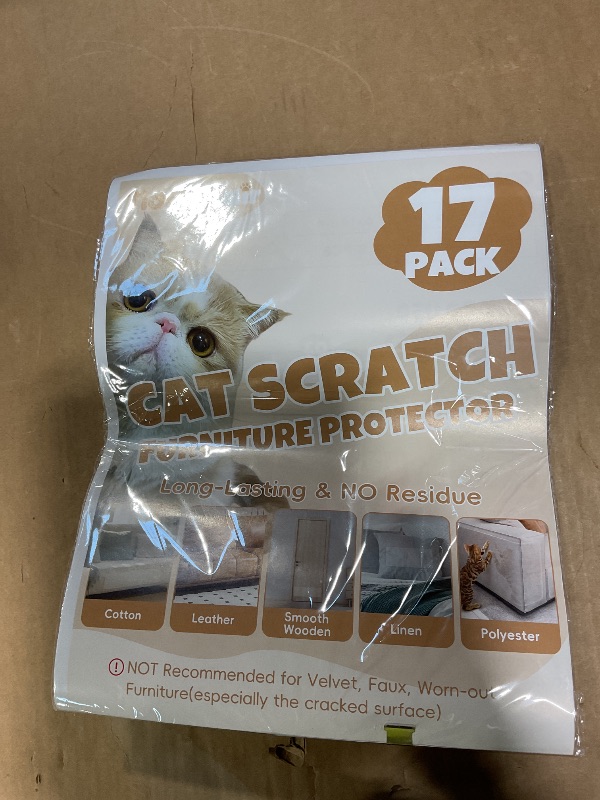 17
PACK
CAT SCRATCH
FURNITURE PROTECTOR
Long-Lasting & NO Residue
Cotton
Leather
Smooth
Wooden
Linen
Polyester
! NOT Recommended for Velvet, Faux, Worn-out
Furniture(especially the cracked surface)